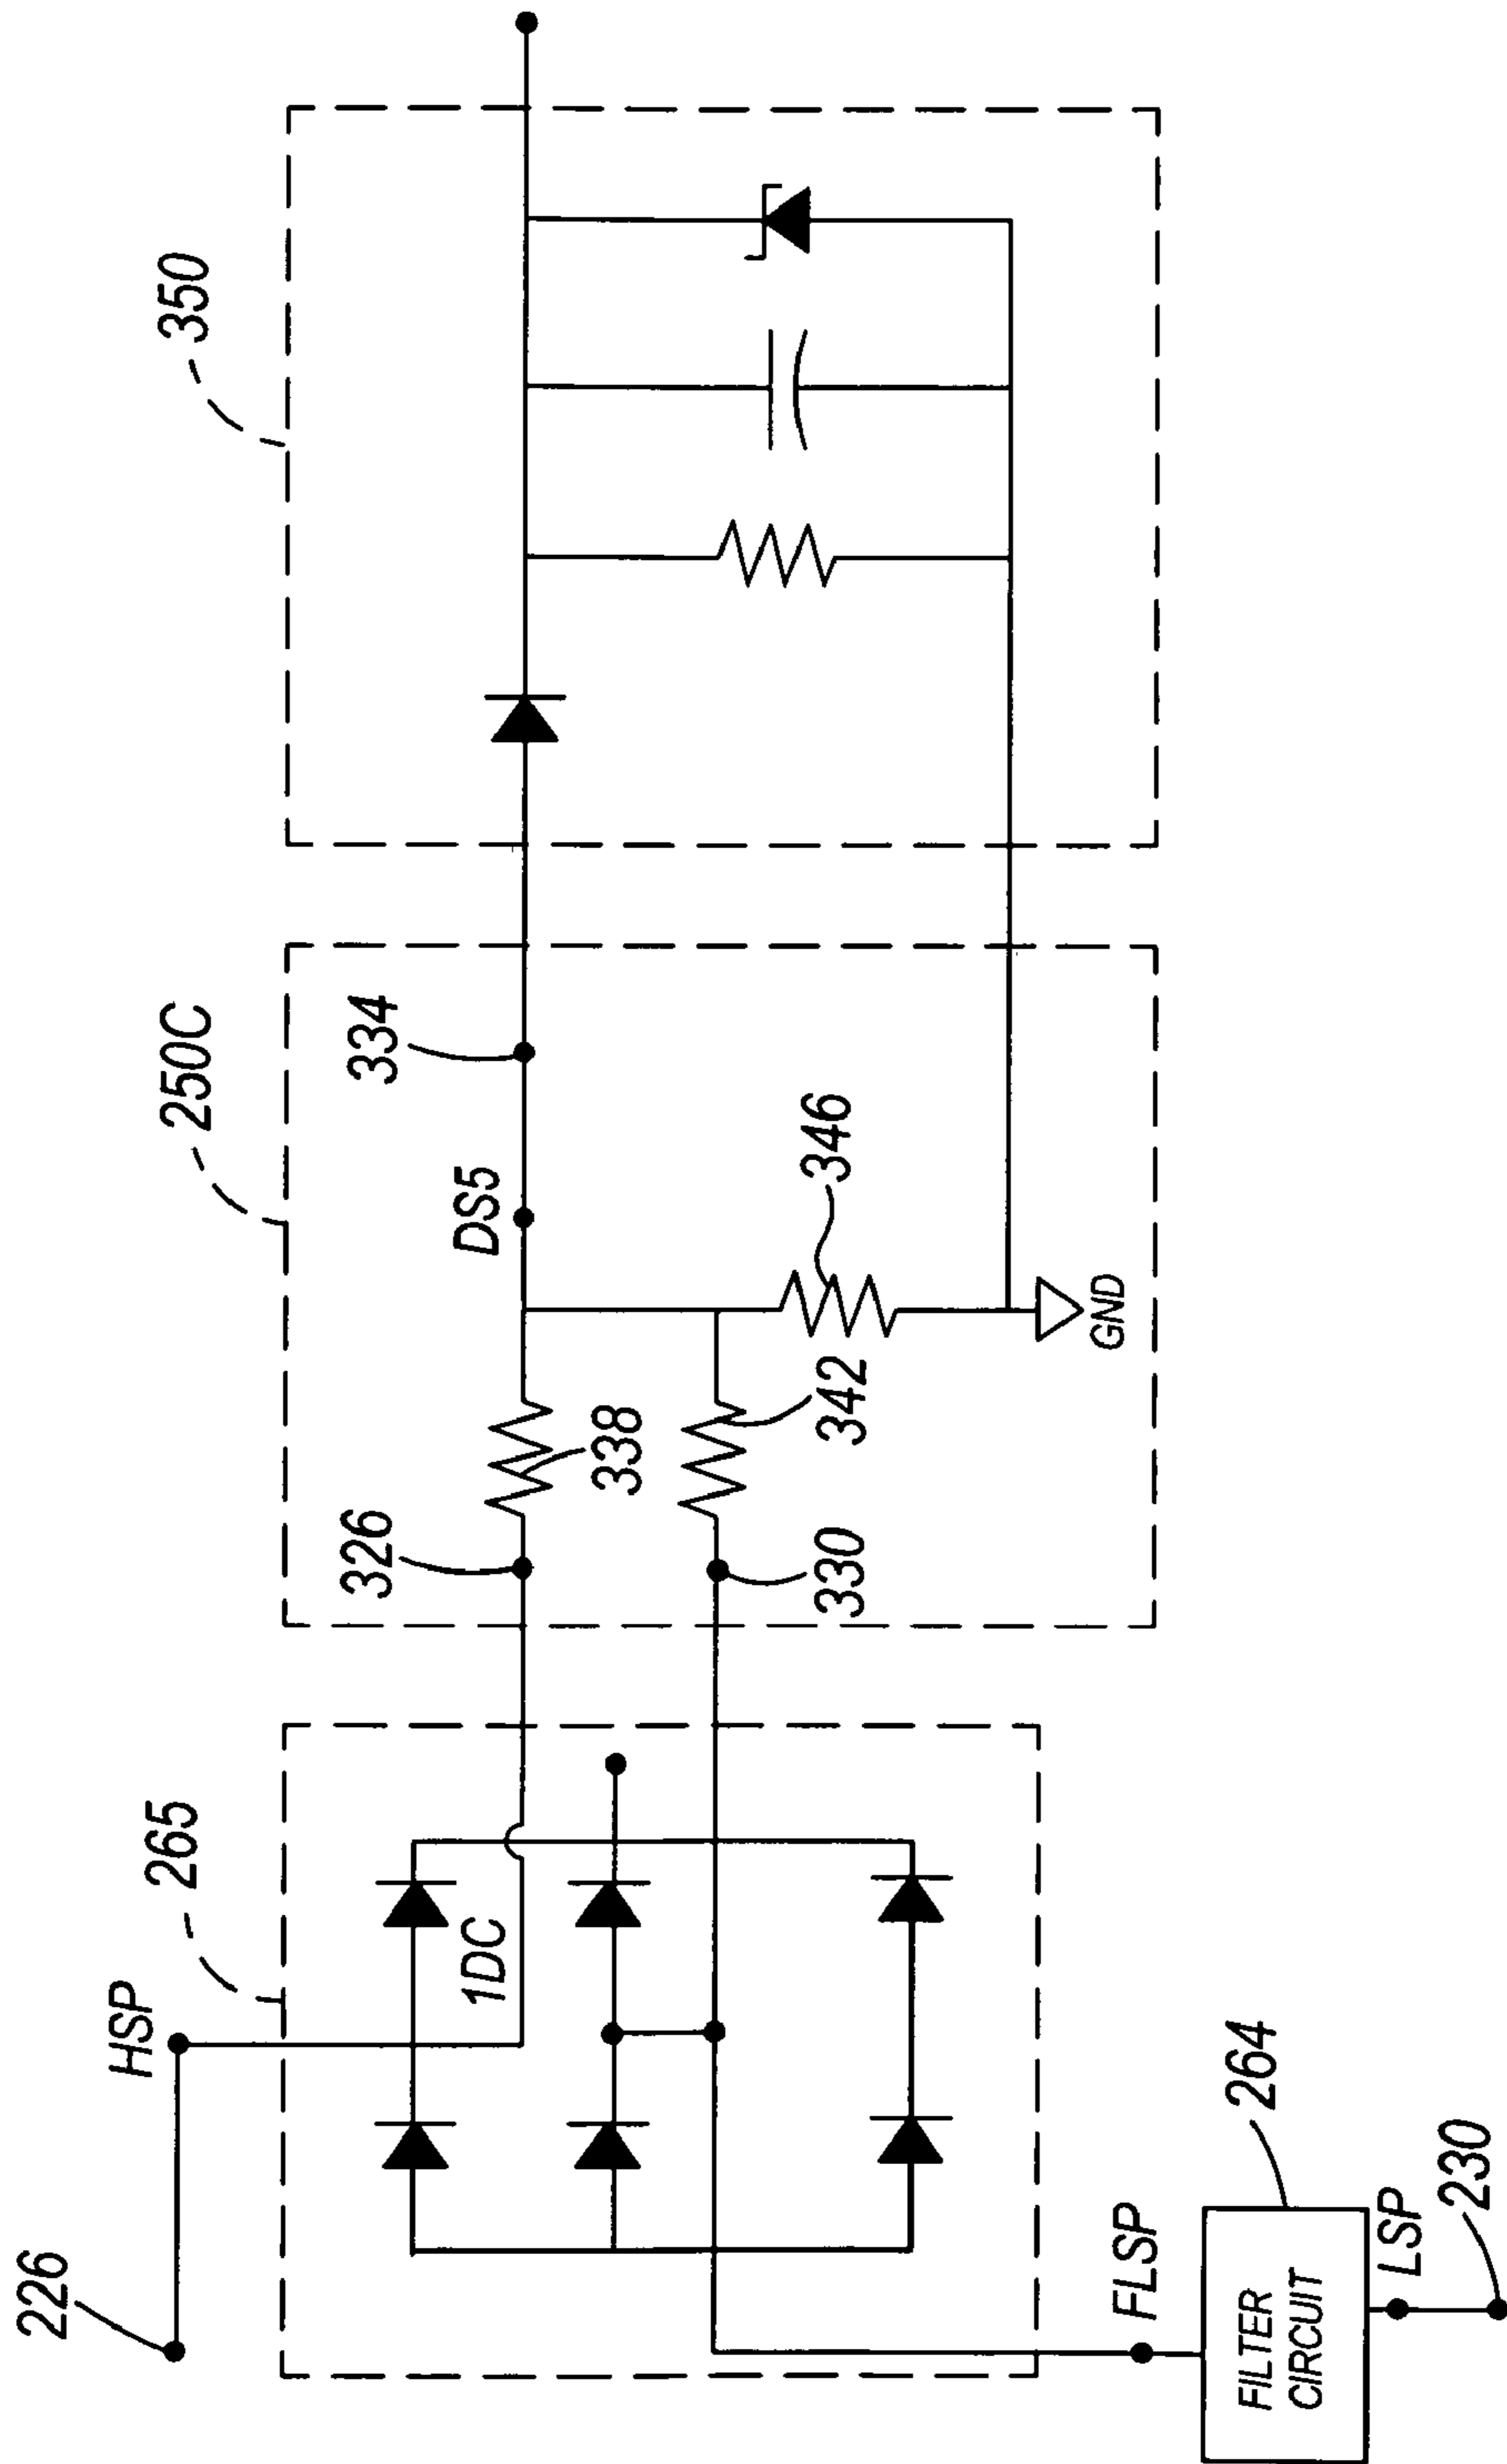 226
HSP
265
250C
350
326
334
1DC
DS5
338
330
342
346
GND
FLSP
264
FILTER
CIRCUIT
LSP
230